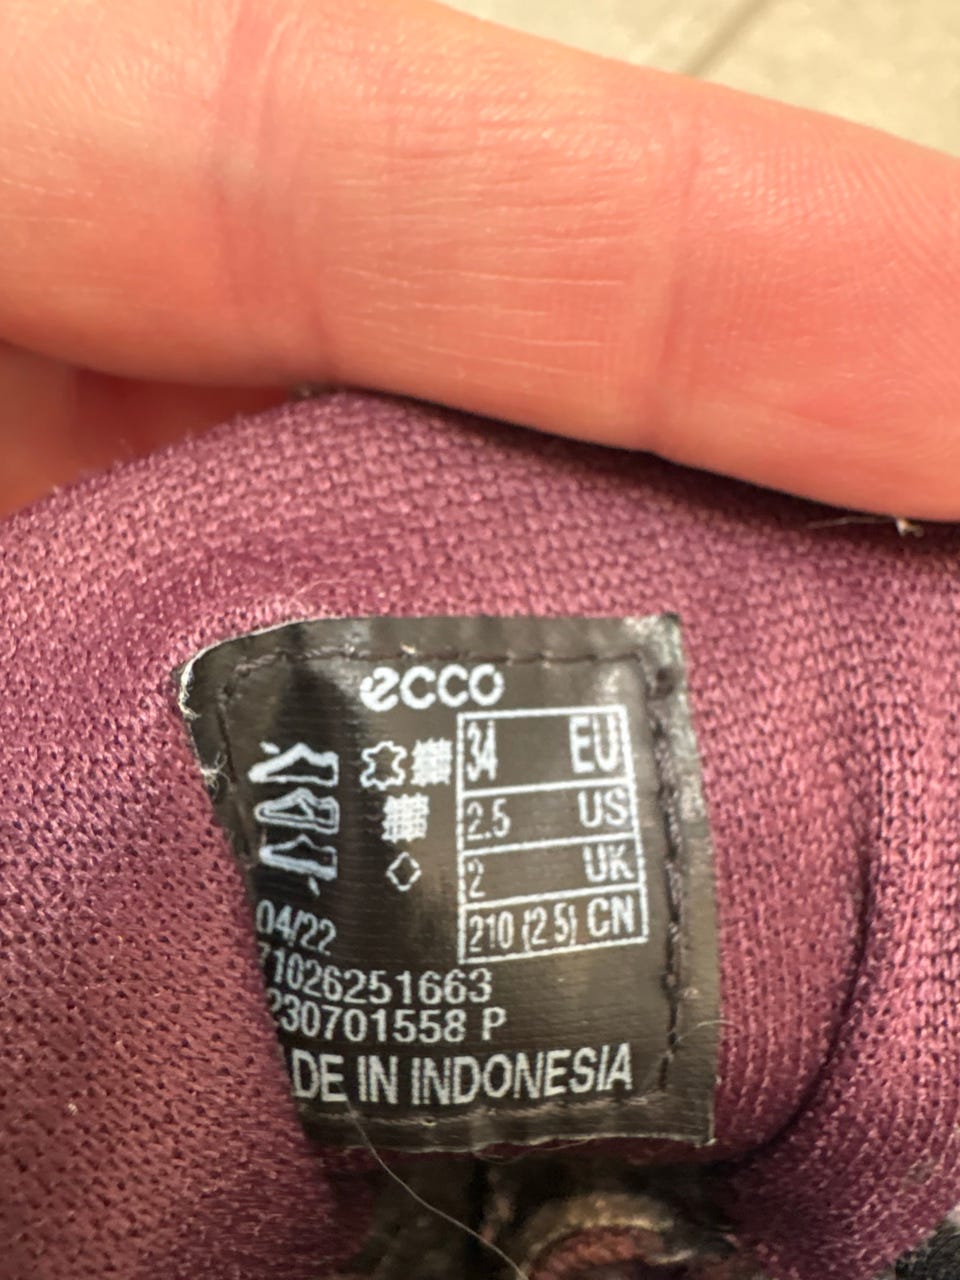 ecco
34 EU
2.5 US
2 UK
210 (2.5) CN
04/22
71026251663
230701558 P
DE IN INDONESIA